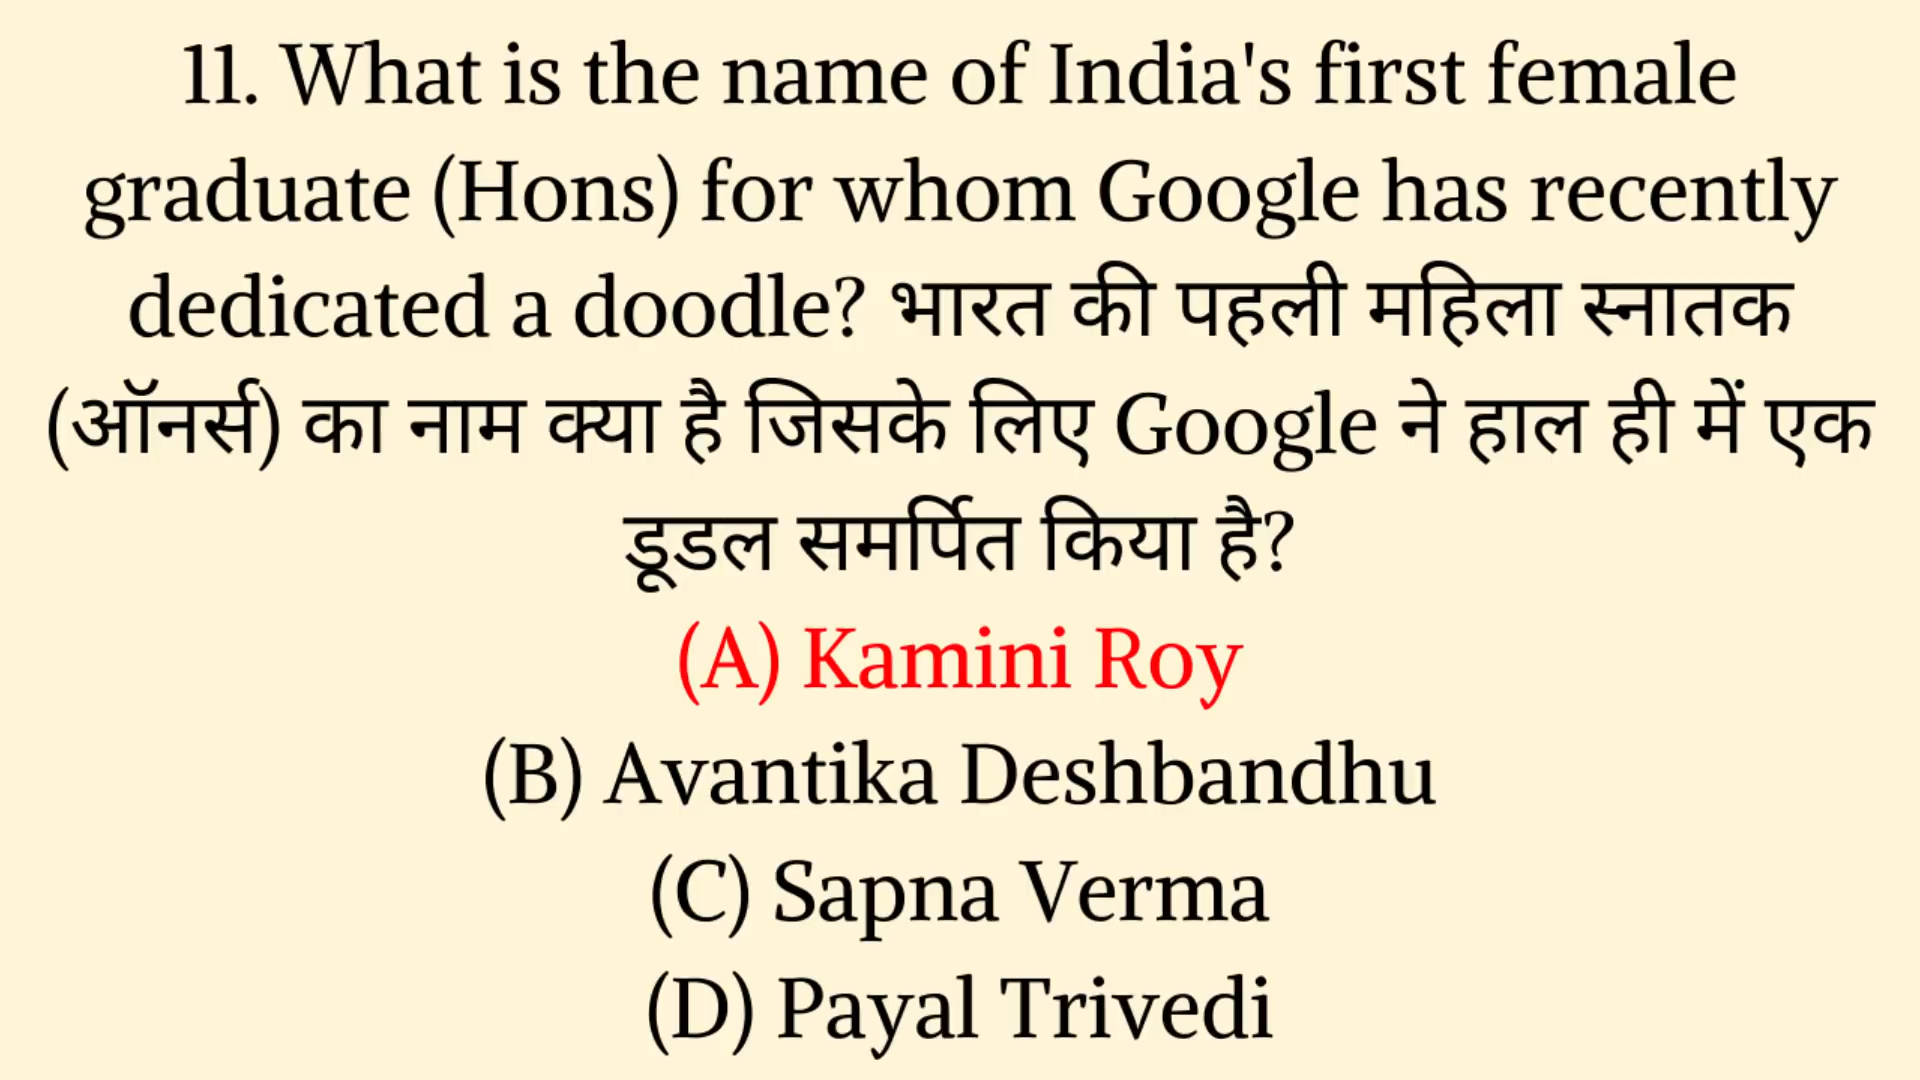 11. What is the name of India's first female
graduate (Hons) for whom Google has recently
dedicated a doodle? भारत की पहली महिला स्नातक
(ऑनर्स) का नाम क्या है जिसके लिए Google ने हाल ही में एक
डूडल समर्पित किया है?
(A) Kamini Roy
(B) Avantika Deshbandhu
(C) Sapna Verma
(D) Payal Trivedi